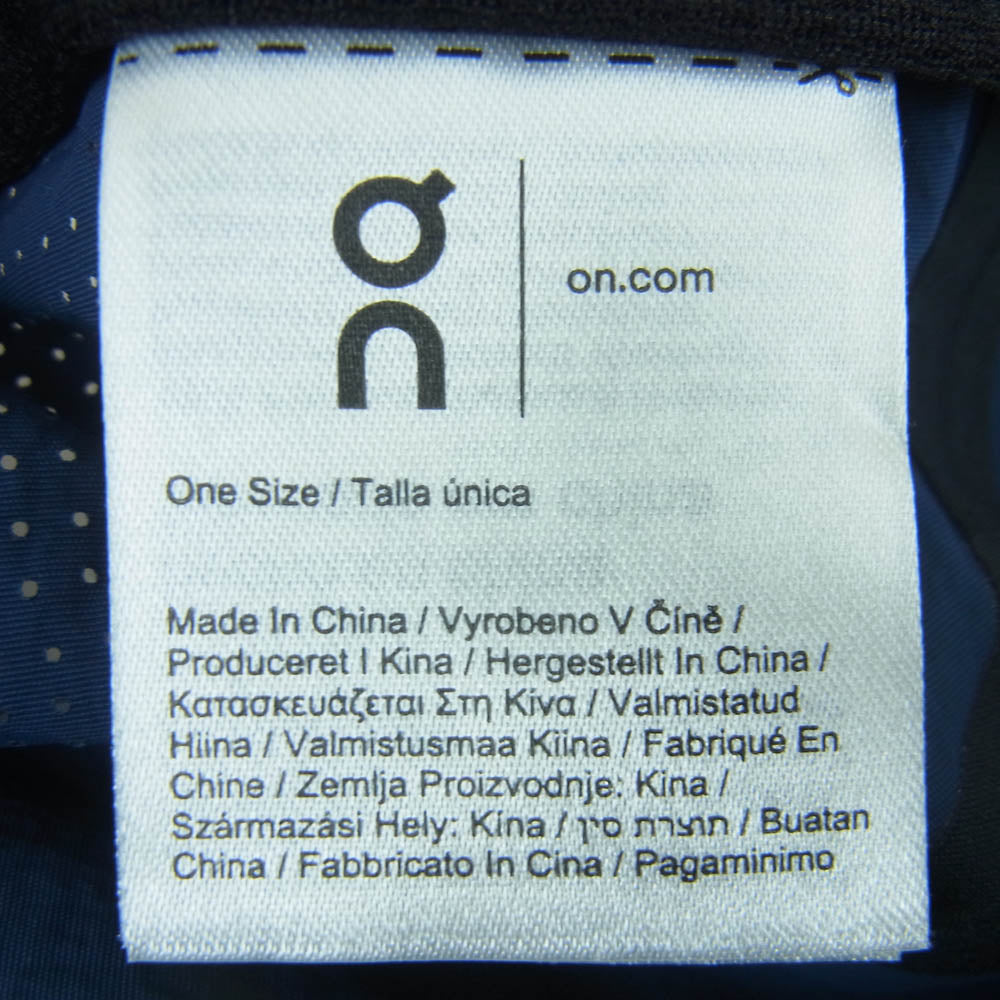 on
on.com
One Size / Talla única
Made In China / Vyrobeno V Číně /
Produceret I Kina / Hergestellt In China /
Κατασκευάζεται Στη Κίνα / Valmistatud
Hiina / Valmistusmaa Kiina / Fabriqué En
Chine / Zemlja Proizvodnje: Kina /
Származási Hely: Kína / תוצרת סין / Buatan
China / Fabbricato In Cina / Pagaminimo